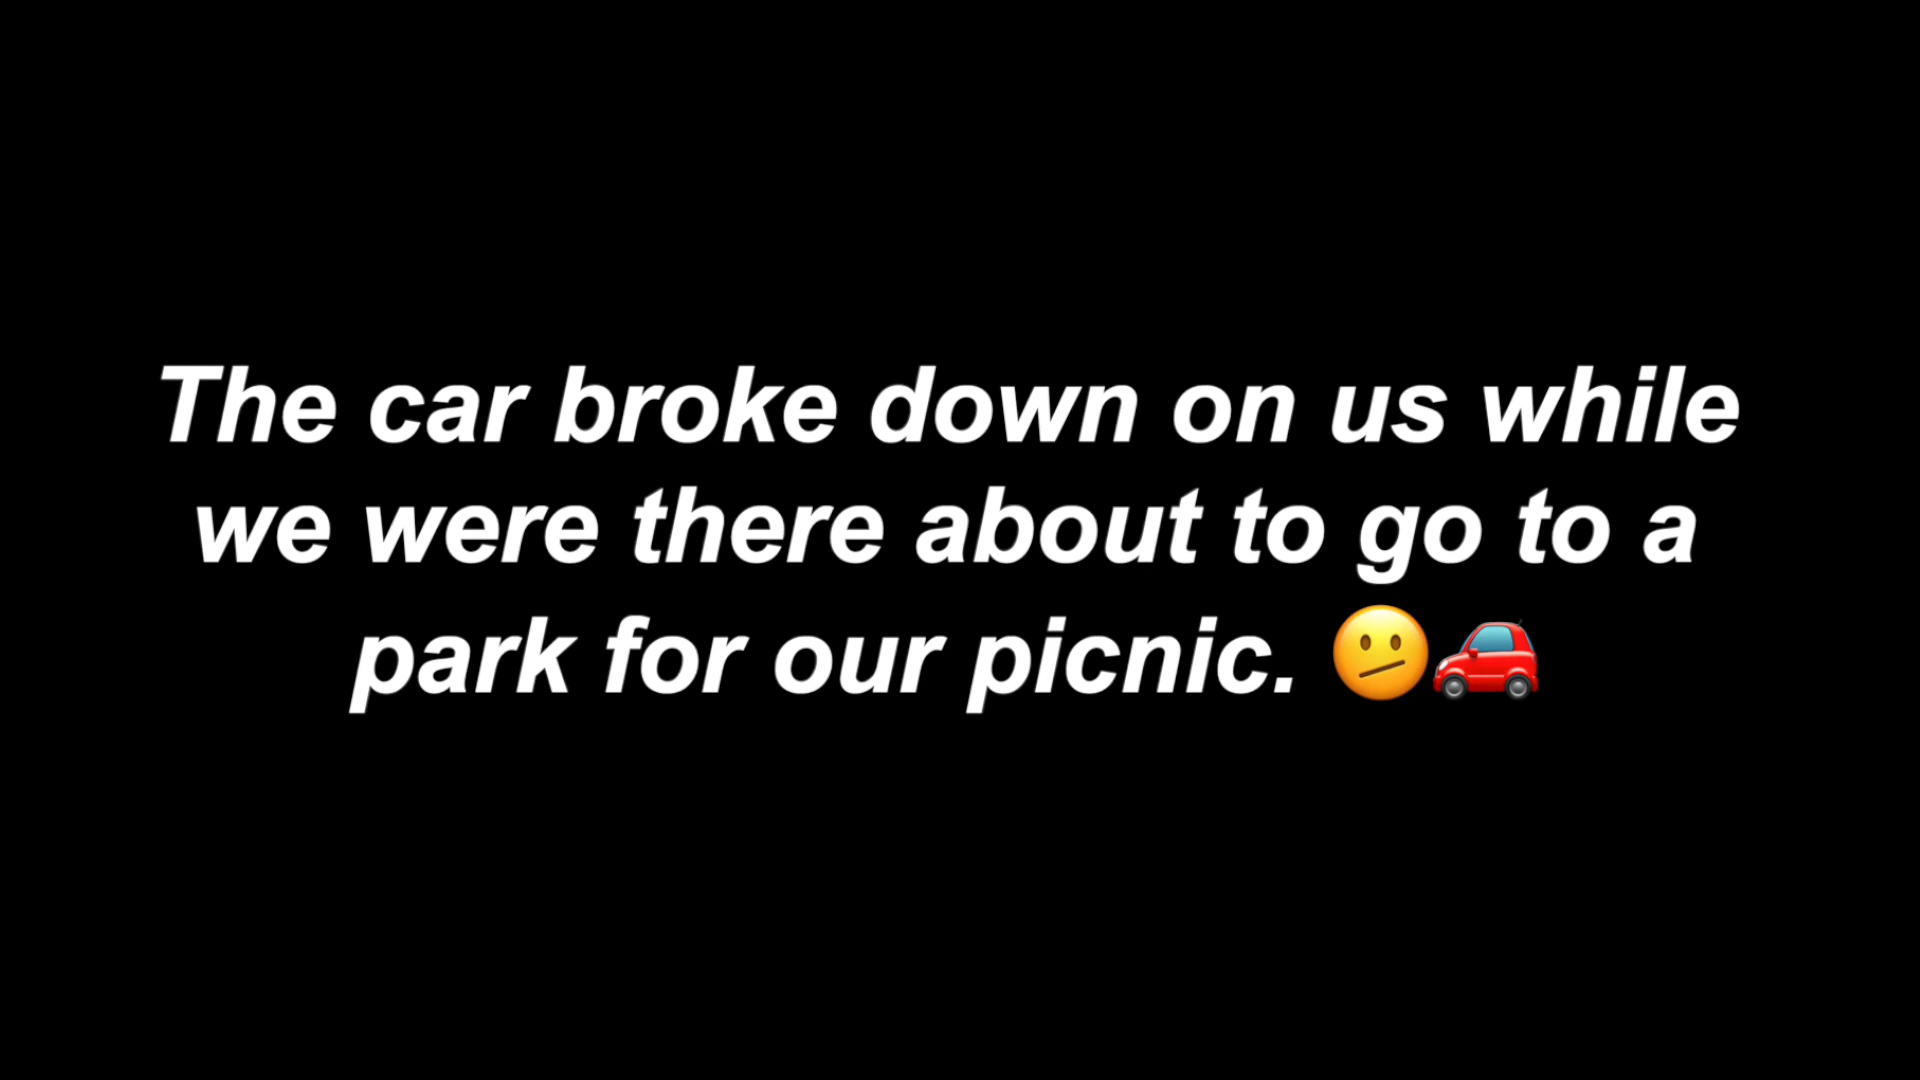 The car broke down on us while
we were there about to go to a
park for our picnic. 🫤🚗